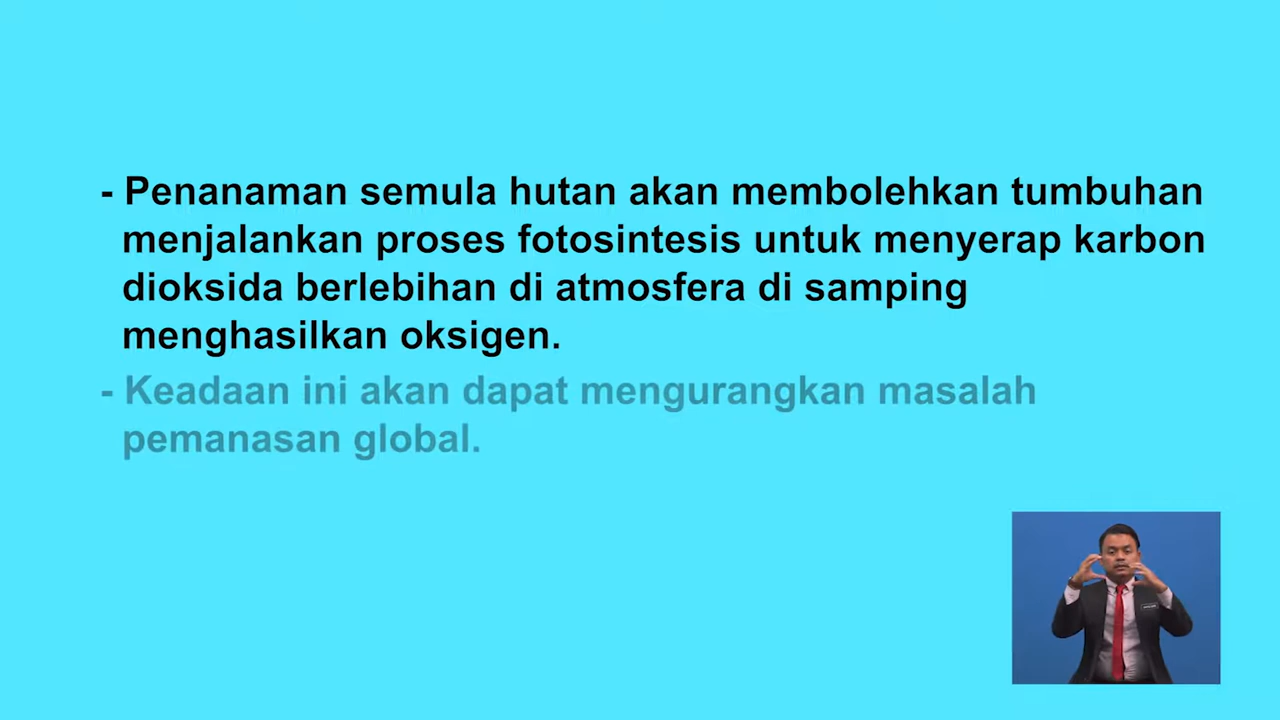 - Penanaman semula hutan akan membolehkan tumbuhan
menjalankan proses fotosintesis untuk menyerap karbon
dioksida berlebihan di atmosfera di samping
menghasilkan oksigen.
- Keadaan ini akan dapat mengurangkan masalah
pemanasan global.